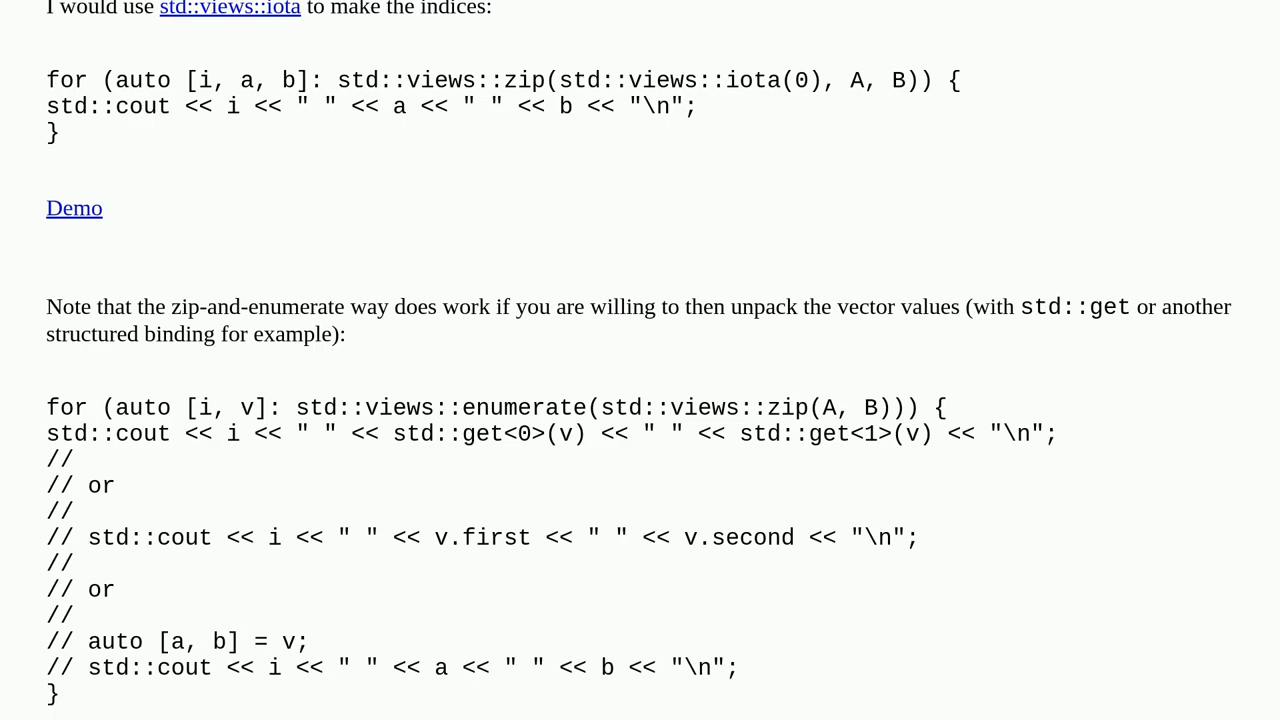 I would use std::views::iota to make the indices:
for (auto [i, a, b]: std::views::zip(std::views::iota(0), A, B)) {
std::cout << i << " " << a << " " << b << "\n";
}
Demo
Note that the zip-and-enumerate way does work if you are willing to then unpack the vector values (with std::get or another
structured binding for example):
for (auto [i, v]: std::views::enumerate(std::views::zip(A, B))) {
std::cout << i << " " << std::get<0>(v) << " " << std::get<1>(v) << "\n";
//
// or
//
// std::cout << i << " " << v.first << " " << v.second << "\n";
//
// or
//
// auto [a, b] = v;
// std::cout << i << " " << a << " " << b << "\n";
}